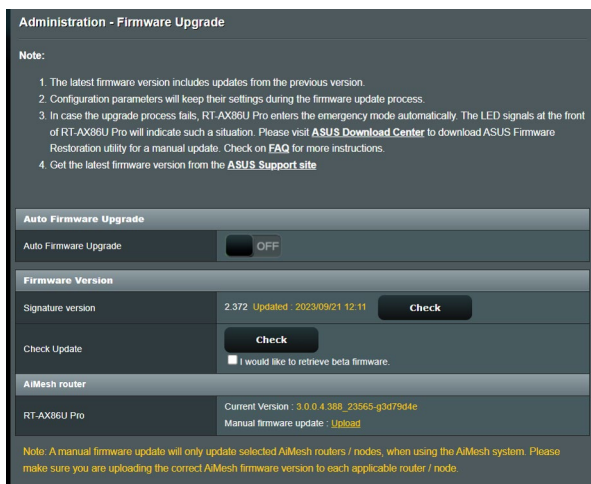 Administration - Firmware Upgrade
Note:
1. The latest firmware version includes updates from the previous version.
2. Configuration parameters will keep their settings during the firmware update process.
3. In case the upgrade process fails, RT-AX86U Pro enters the emergency mode automatically. The LED signals at the front
of RT-AX86U Pro will indicate such a situation. Please visit ASUS Download Center to download ASUS Firmware
Restoration utility for a manual update. Check on FAQ for more instructions.
4. Get the latest firmware version from the ASUS Support site
Auto Firmware Upgrade
Auto Firmware Upgrade OFF
Firmware Version
Signature version 2.372 Updated : 2023/09/21 12:11 Check
Check Update Check
I would like to retrieve beta firmware.
AiMesh router
RT-AX86U Pro Current Version : 3.0.0.4.388_23565-g3d79d4e
Manual firmware update : Upload
Note: A manual firmware update will only update selected AiMesh routers / nodes, when using the AiMesh system. Please
make sure you are uploading the correct AiMesh firmware version to each applicable router / node.